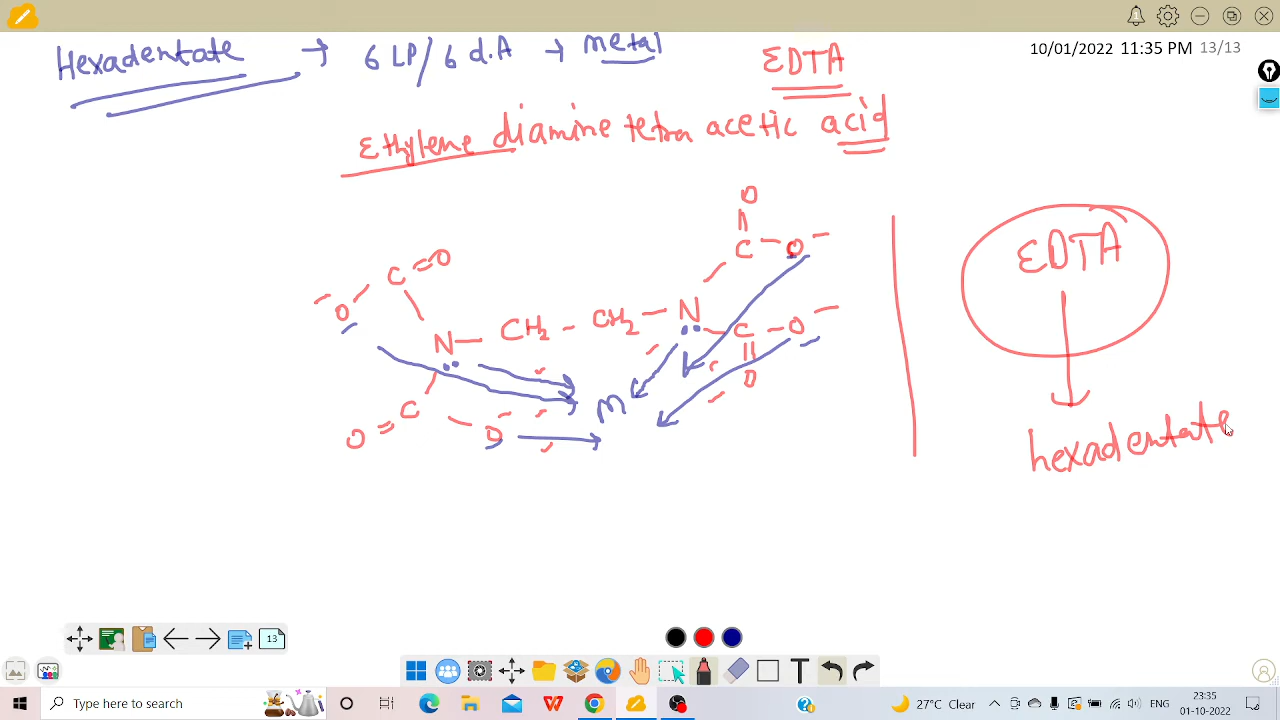 10/01/2022 11:35 PM 13/13
Hexadentate → 6 LP/6 d.A → metal
EDTA
Ethylene diamine tetra acetic acid
O
C - O -
C = O
- O
N - CH2 - CH2 - N - C - O -
O
C
O = C - O -
M
EDTA
hexadentate
13
Type here to search
27°C Clear
ENG
23:35
01-10-2022